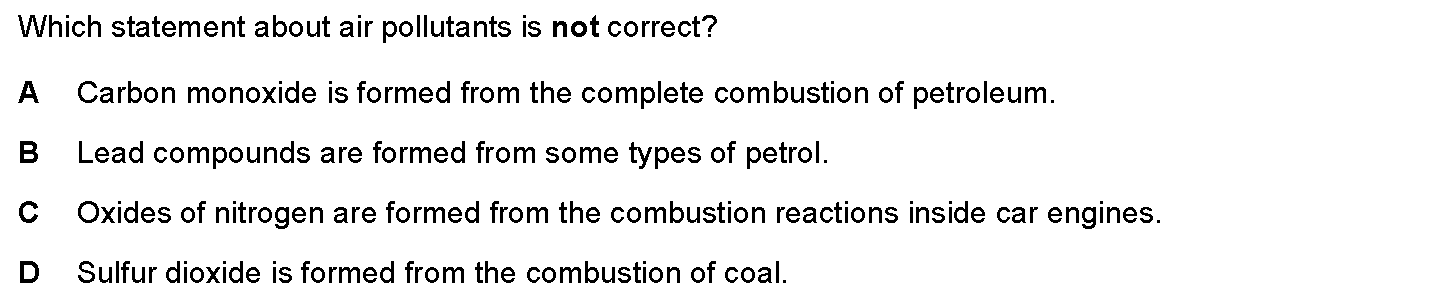 Which statement about air pollutants is not correct?
A Carbon monoxide is formed from the complete combustion of petroleum.
B Lead compounds are formed from some types of petrol.
C Oxides of nitrogen are formed from the combustion reactions inside car engines.
D Sulfur dioxide is formed from the combustion of coal.